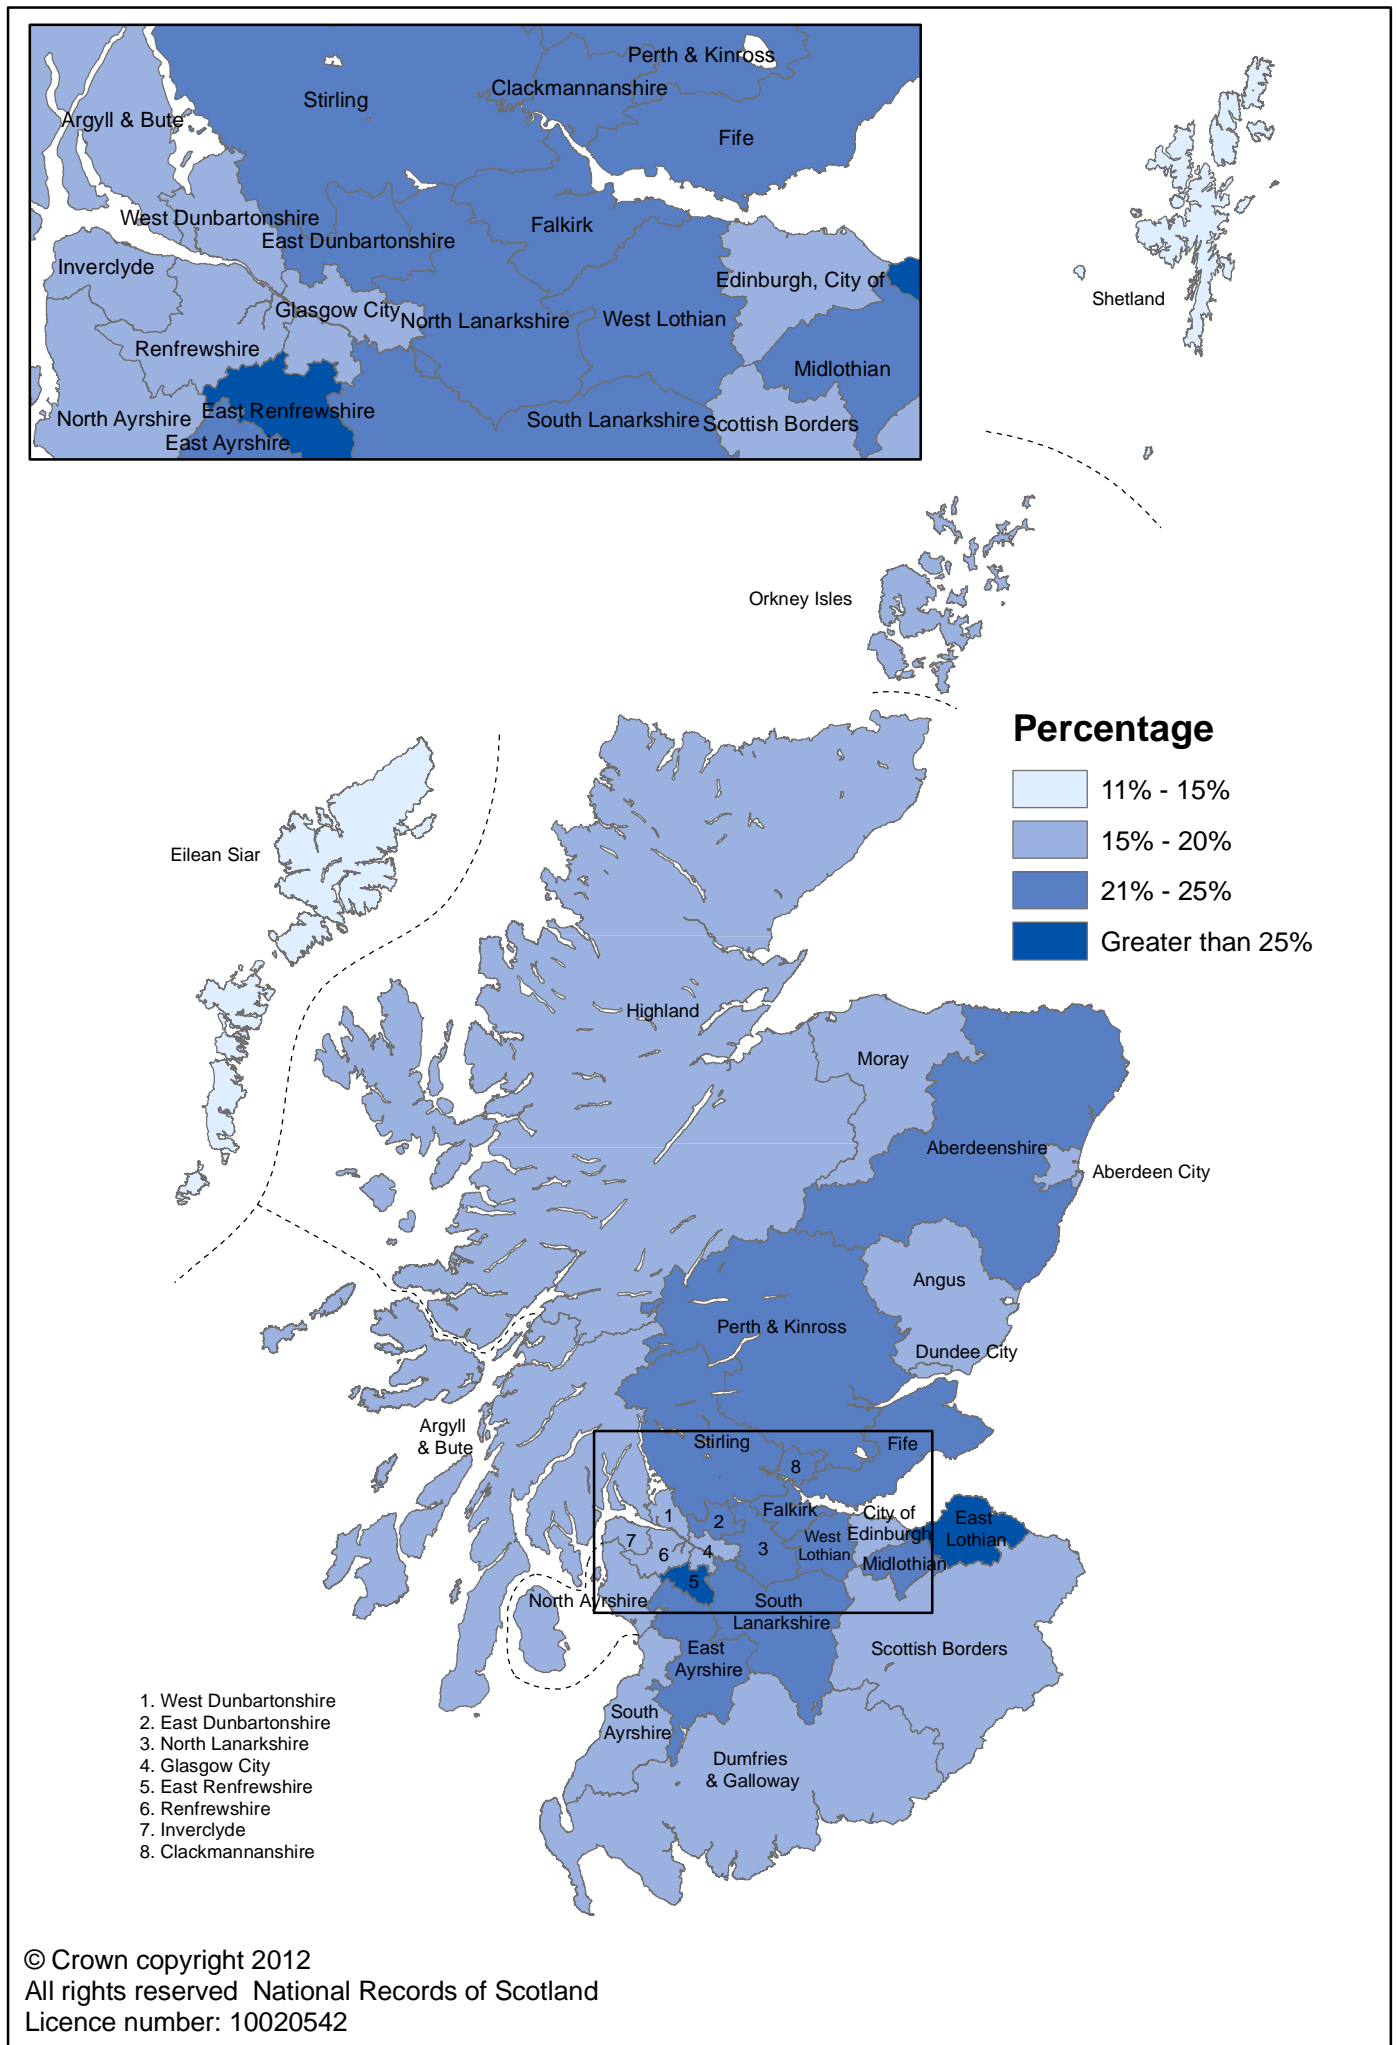 Perth & Kinross
Clackmannanshire
Stirling
Argyll & Bute
Fife
West Dunbartonshire
East Dunbartonshire
Falkirk
Inverclyde
Edinburgh, City of
Glasgow City
North Lanarkshire
West Lothian
Renfrewshire
Midlothian
East Renfrewshire
North Ayrshire
South Lanarkshire
Scottish Borders
East Ayrshire
Shetland
Orkney Isles
Percentage
11% - 15%
15% - 20%
21% - 25%
Greater than 25%
Eilean Siar
Highland
Moray
Aberdeenshire
Aberdeen City
Angus
Perth & Kinross
Dundee City
Argyll
& Bute
Stirling
Fife
8
1
2
Falkirk
City of
Edinburgh
East
Lothian
7
6
4
3
West
Lothian
Midlothian
5
North Ayrshire
South
Lanarkshire
East
Ayrshire
Scottish Borders
South
Ayrshire
Dumfries
& Galloway
1. West Dunbartonshire
2. East Dunbartonshire
3. North Lanarkshire
4. Glasgow City
5. East Renfrewshire
6. Renfrewshire
7. Inverclyde
8. Clackmannanshire
© Crown copyright 2012
All rights reserved  National Records of Scotland
Licence number: 10020542